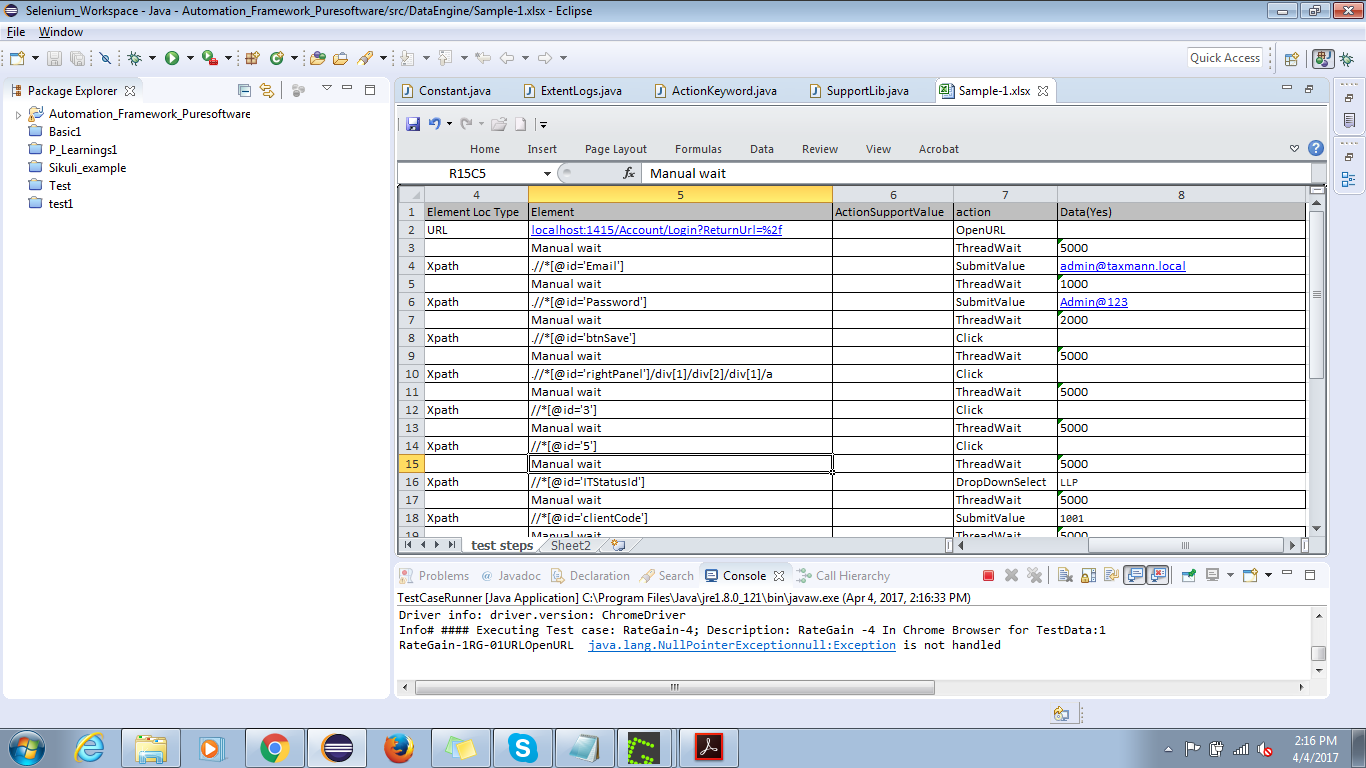 Selenium_Workspace - Java - Automation_Framework_Puresoftware/src/DataEngine/Sample-1.xlsx - Eclipse
File Window
Quick Access
Package Explorer
Automation_Framework_Puresoftware
Basic1
P_Learnings1
Sikuli_example
Test
test1
Constant.java ExtentLogs.java ActionKeyword.java SupportLib.java Sample-1.xlsx
Home Insert Page Layout Formulas Data Review View Acrobat
R15C5 fx Manual wait
4 5 6 7 8
1 Element Loc Type Element ActionSupportValue action Data(Yes)
2 URL localhost:1415/Account/Login?ReturnUrl=%2f OpenURL
3 Manual wait ThreadWait 5000
4 Xpath .//*[@id='Email'] SubmitValue admin@taxmann.local
5 Manual wait ThreadWait 1000
6 Xpath .//*[@id='Password'] SubmitValue Admin@123
7 Manual wait ThreadWait 2000
8 Xpath .//*[@id='btnSave'] Click
9 Manual wait ThreadWait 5000
10 Xpath .//*[@id='rightPanel']/div[1]/div[2]/div[1]/a Click
11 Manual wait ThreadWait 5000
12 Xpath //*[@id='3'] Click
13 Manual wait ThreadWait 5000
14 Xpath //*[@id='5'] Click
15 Manual wait ThreadWait 5000
16 Xpath //*[@id='ITStatusId'] DropDownSelect LLP
17 Manual wait ThreadWait 5000
18 Xpath //*[@id='clientCode'] SubmitValue 1001
19 Manual wait ThreadWait 5000
test steps Sheet2
Problems @ Javadoc Declaration Search Console Call Hierarchy
TestCaseRunner [Java Application] C:\Program Files\Java\jre1.8.0_121\bin\javaw.exe (Apr 4, 2017, 2:16:33 PM)
Driver info: driver.version: ChromeDriver
Info# #### Executing Test case: RateGain-4; Description: RateGain -4 In Chrome Browser for TestData:1
RateGain-1RG-01URLOpenURL java.lang.NullPointerExceptionnull:Exception is not handled
2:16 PM
4/4/2017